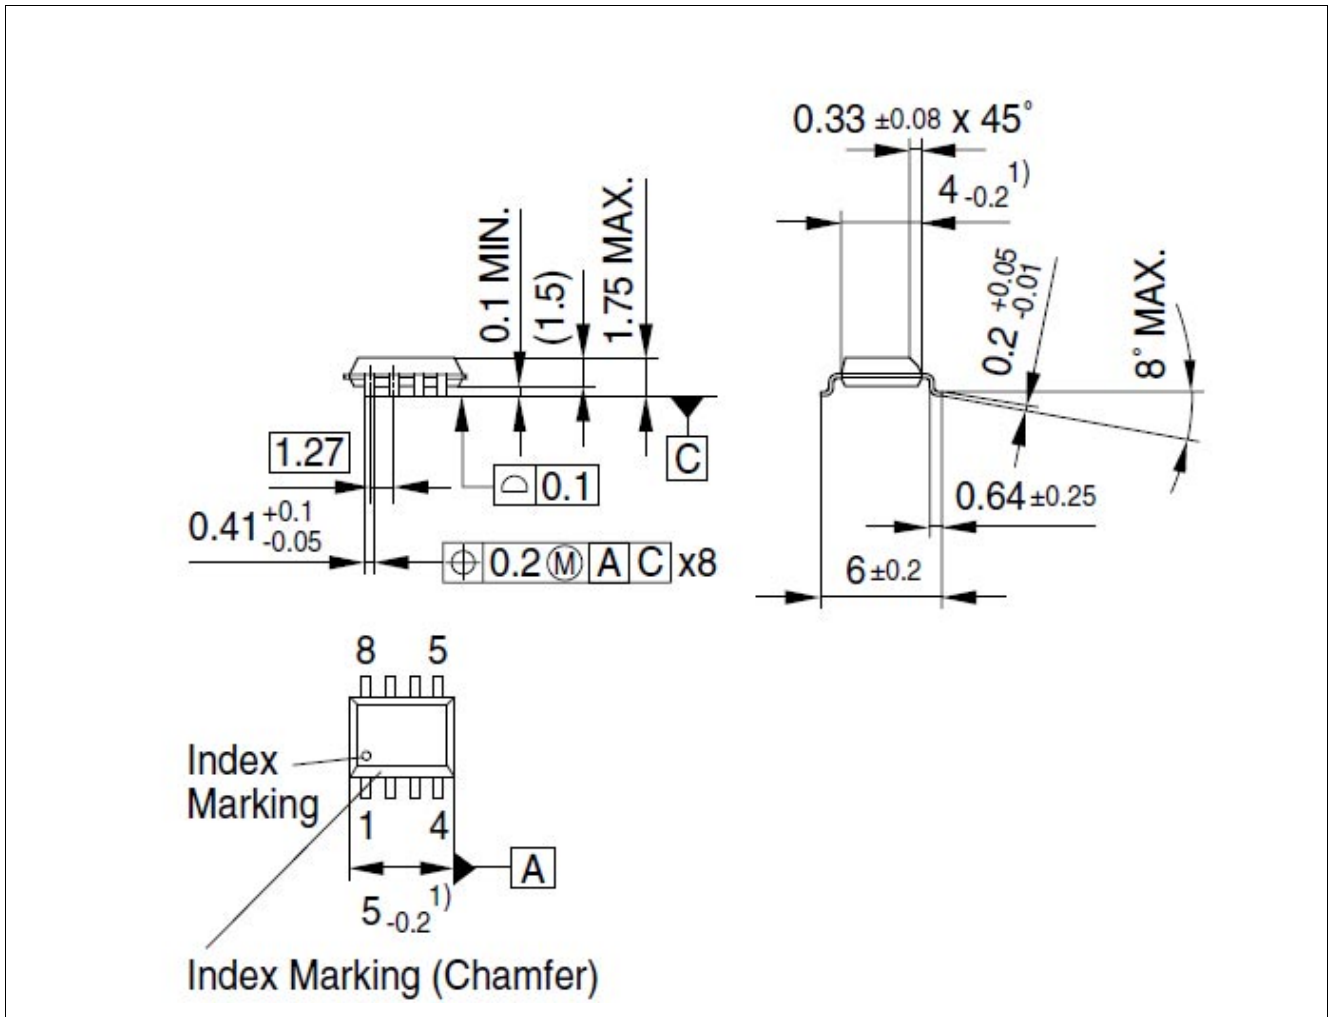 0.33 ±0.08 x 45°
4 -0.2 1)
0.1 MIN.
(1.5)
1.75 MAX.
0.2 +0.05 -0.01
8° MAX.
C
1.27
⌓ 0.1
0.64 ±0.25
0.41 +0.1 -0.05
⌖ 0.2 Ⓜ A C x8
6 ±0.2
8 5
Index
Marking
1 4
A
5 -0.2 1)
Index Marking (Chamfer)